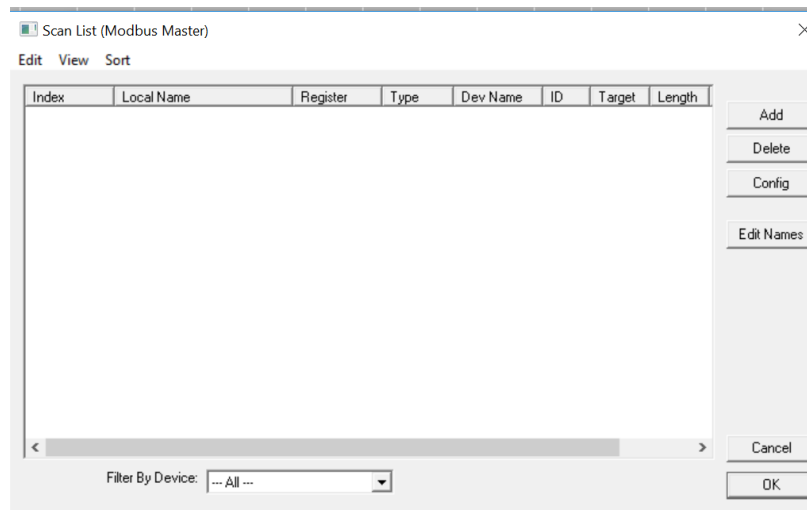 Scan List (Modbus Master)
Edit View Sort
Index Local Name Register Type Dev Name ID Target Length
Add
Delete
Config
Edit Names
Cancel
Filter By Device: --- All ---
OK